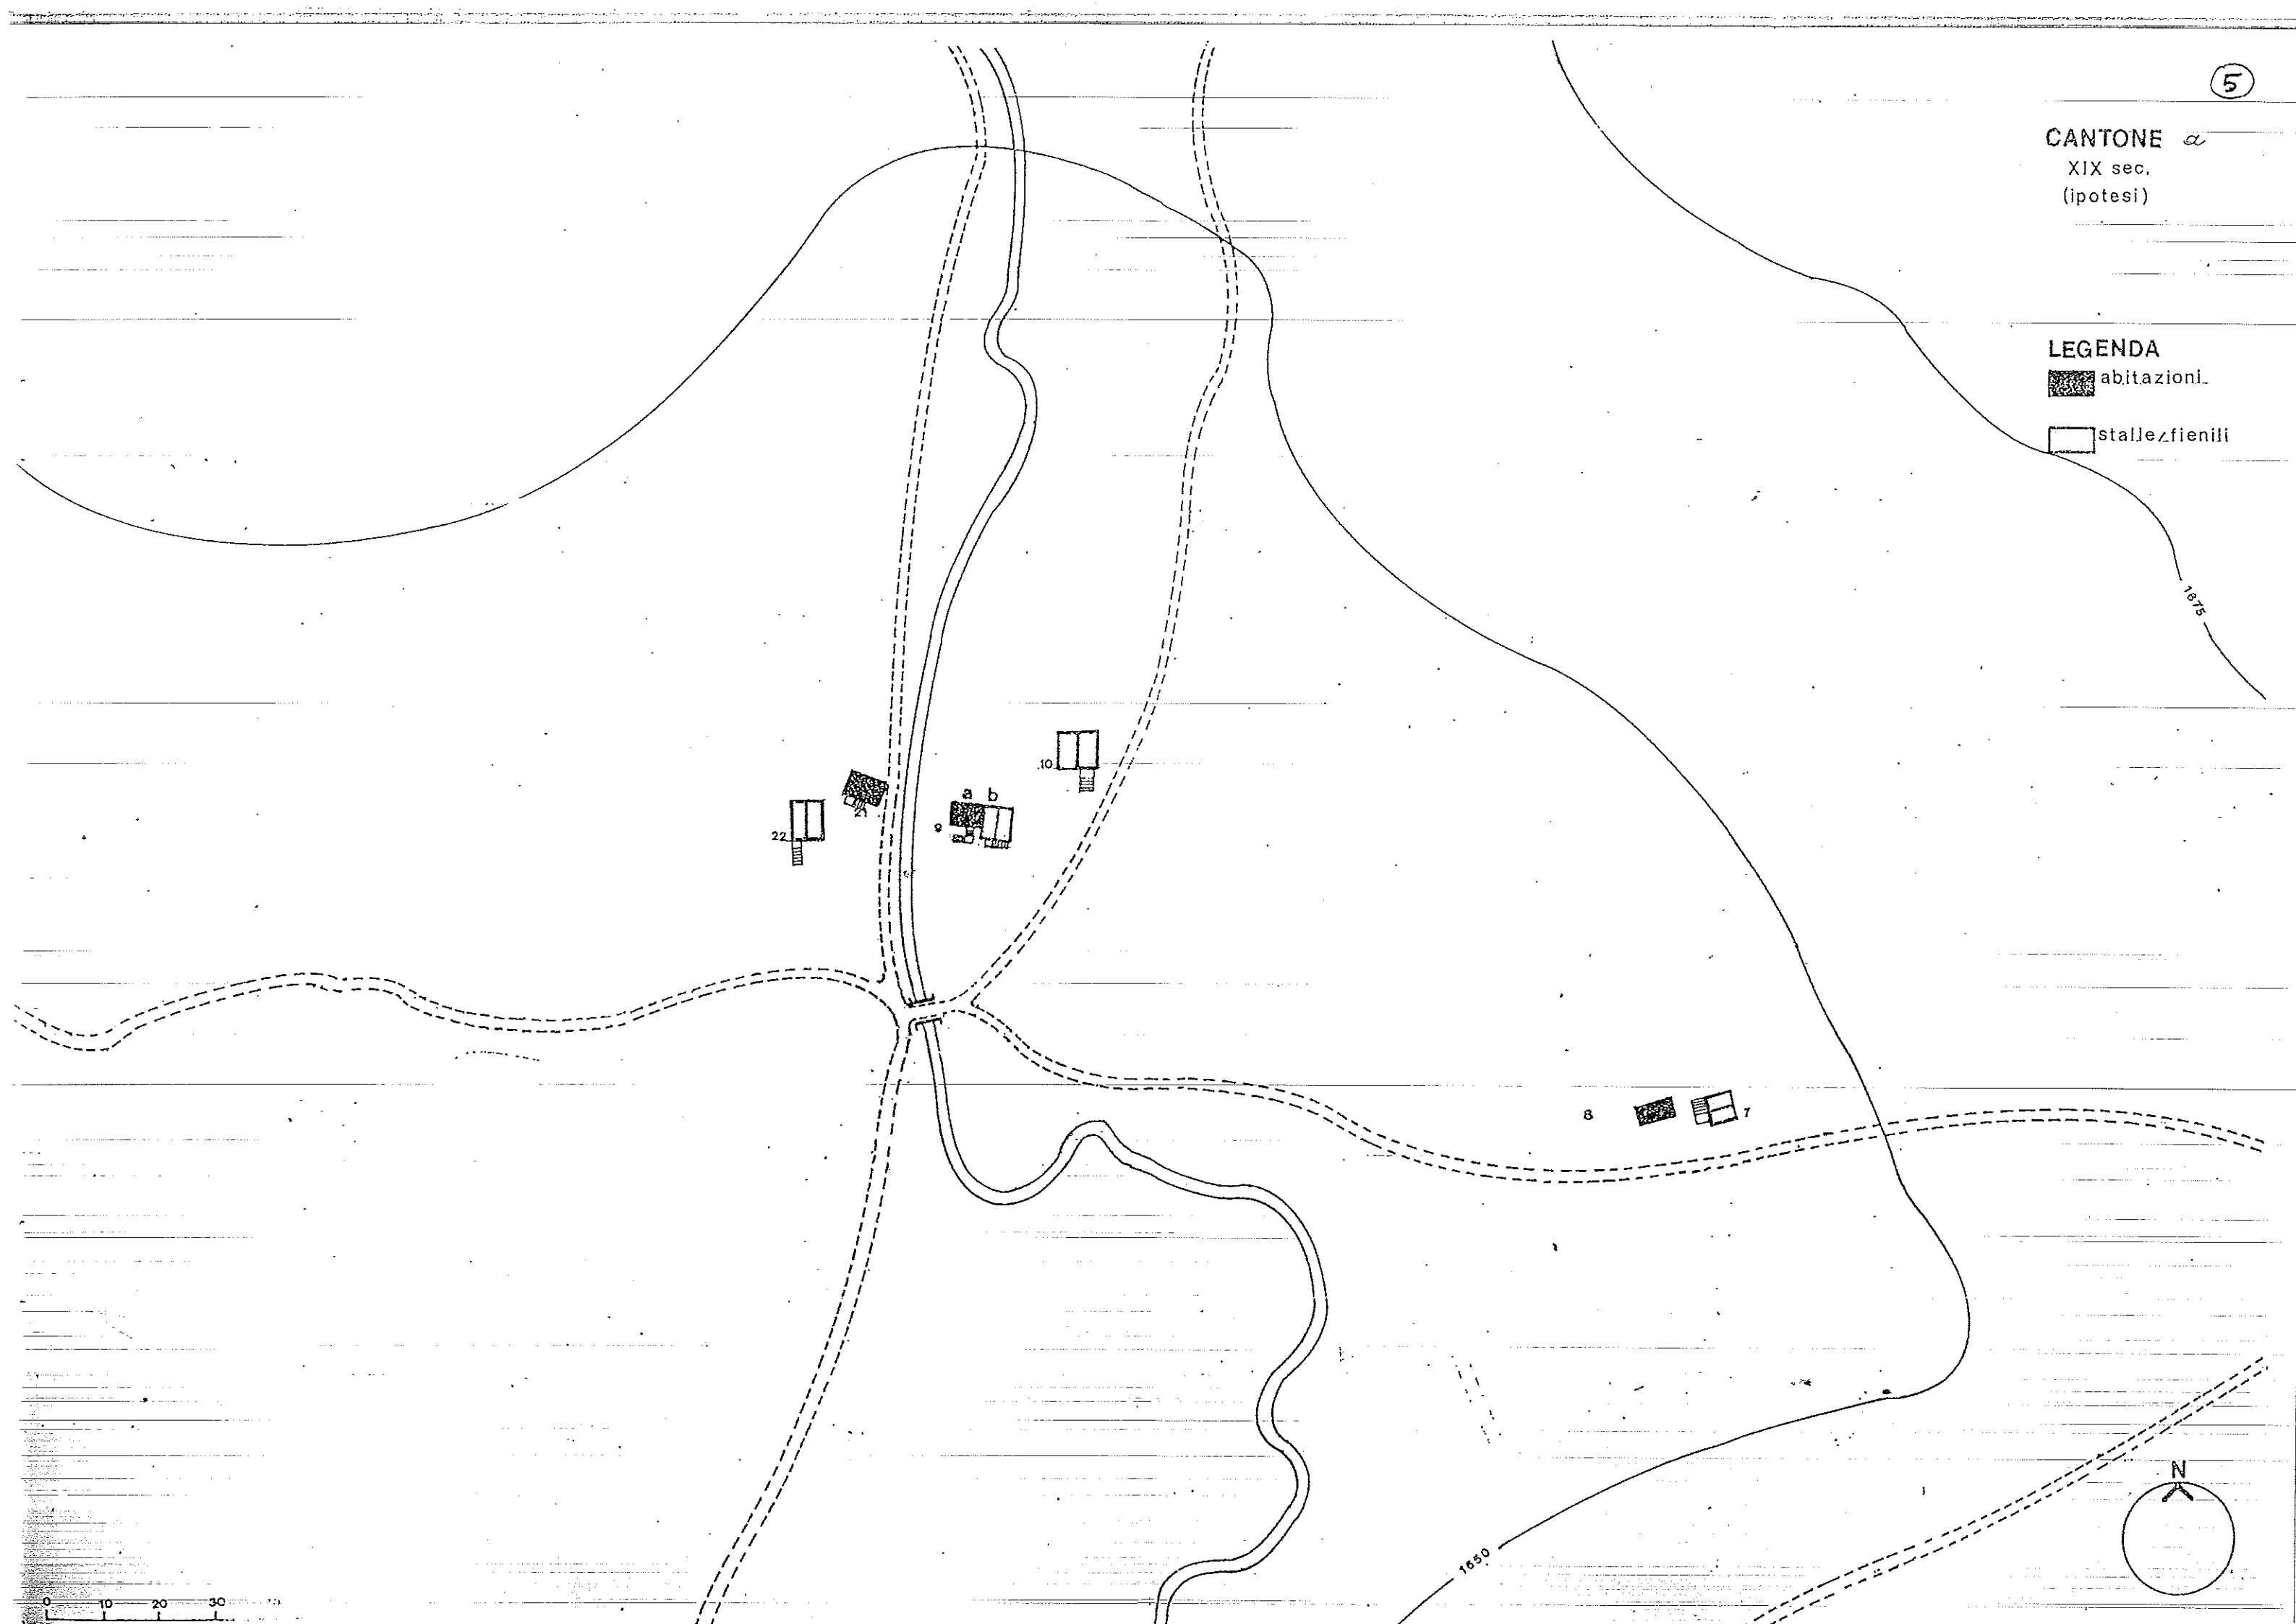 5
CANTONE a
XIX sec.
(ipotesi)
LEGENDA
abitazioni
stalle/fienili
1675
10
a b
9
21
22
8
7
1650
N
0 10 20 30